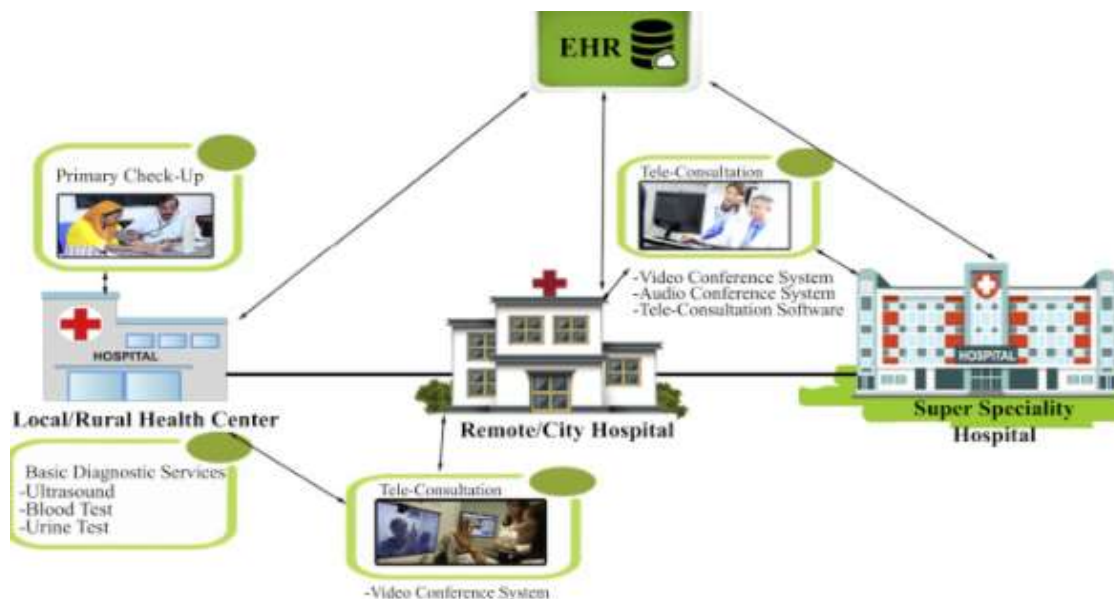 EHR
Primary Check-Up
Tele-Consultation
-Video Conference System
-Audio Conference System
-Tele-Consultation Software
HOSPITAL
HOSPITAL
Local/Rural Health Center
Remote/City Hospital
Super Speciality
Hospital
Basic Diagnostic Services
-Ultrasound
-Blood Test
-Urine Test
Tele-Consultation
-Video Conference System